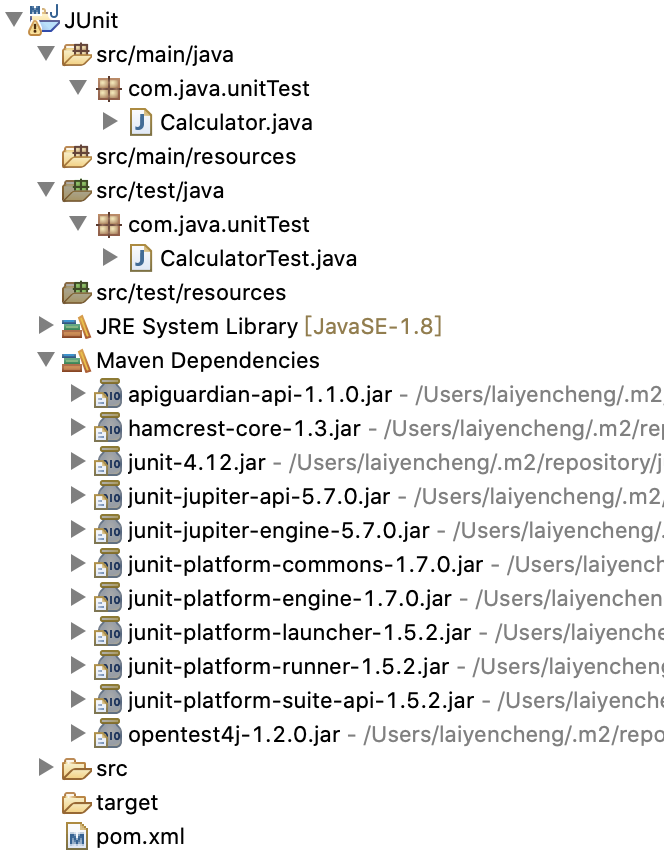 JUnit
src/main/java
com.java.unitTest
Calculator.java
src/main/resources
src/test/java
com.java.unitTest
CalculatorTest.java
src/test/resources
JRE System Library [JavaSE-1.8]
Maven Dependencies
apiguardian-api-1.1.0.jar - /Users/laiyencheng/.m2/
hamcrest-core-1.3.jar - /Users/laiyencheng/.m2/rep
junit-4.12.jar - /Users/laiyencheng/.m2/repository/j
junit-jupiter-api-5.7.0.jar - /Users/laiyencheng/.m2/
junit-jupiter-engine-5.7.0.jar - /Users/laiyencheng/.
junit-platform-commons-1.7.0.jar - /Users/laiyench
junit-platform-engine-1.7.0.jar - /Users/laiyenchen
junit-platform-launcher-1.5.2.jar - /Users/laiyenche
junit-platform-runner-1.5.2.jar - /Users/laiyencheng
junit-platform-suite-api-1.5.2.jar - /Users/laiyenche
opentest4j-1.2.0.jar - /Users/laiyencheng/.m2/repo
src
target
pom.xml